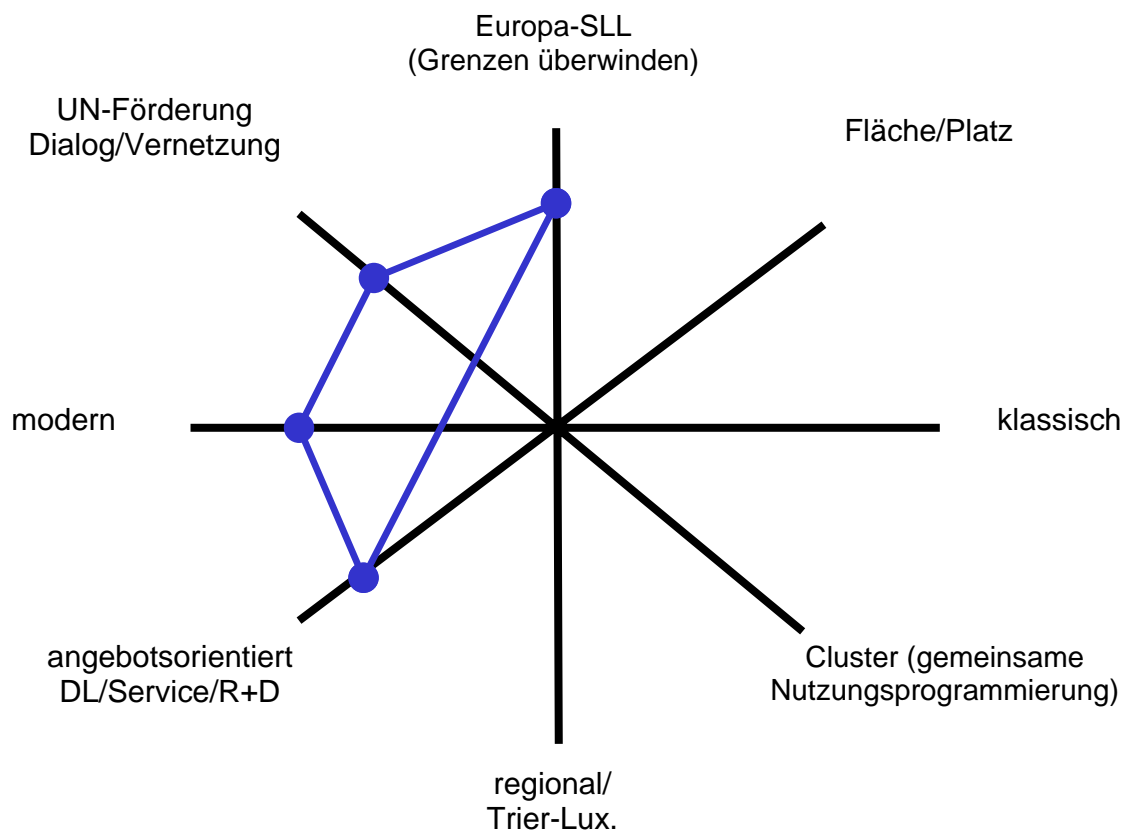 Europa-SLL
(Grenzen überwinden)
UN-Förderung
Dialog/Vernetzung
Fläche/Platz
modern
klassisch
angebotsorientiert
DL/Service/R+D
Cluster (gemeinsame
Nutzungsprogrammierung)
regional/
Trier-Lux.